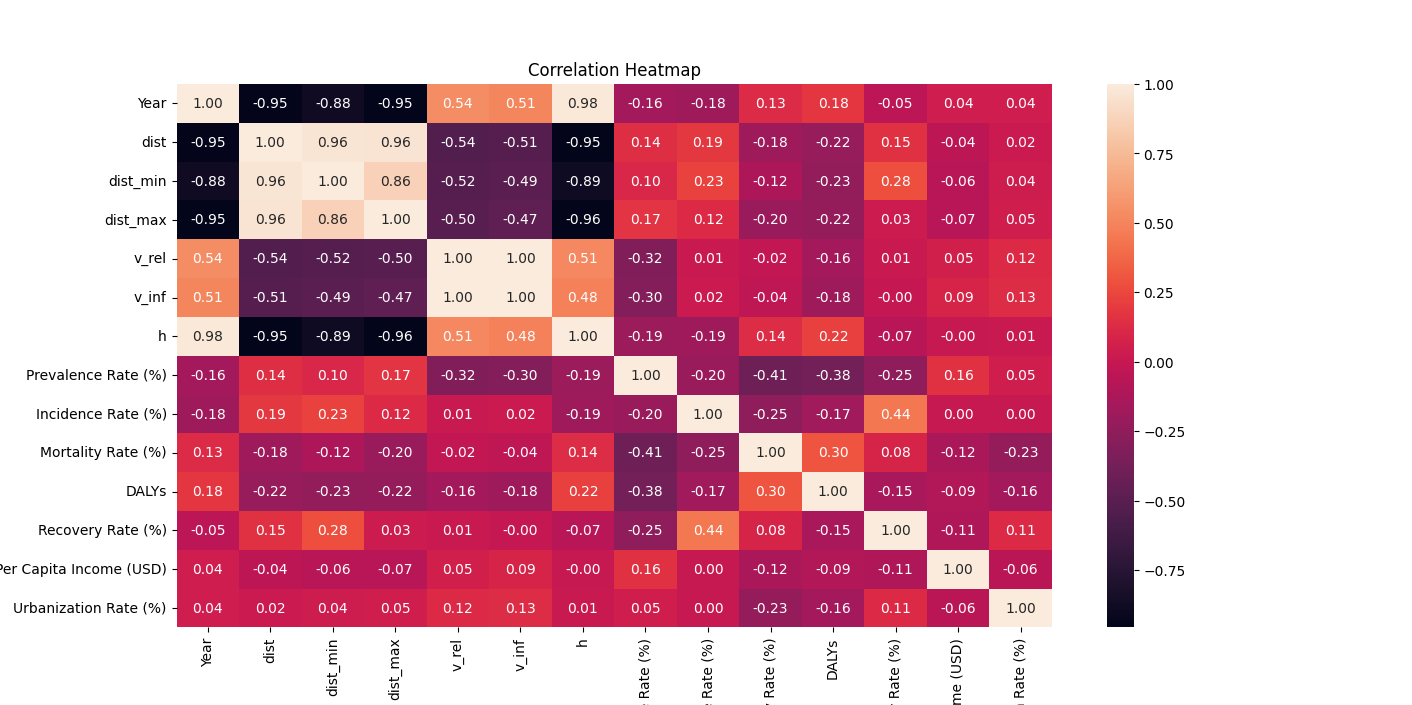 Correlation Heatmap
Year 1.00 -0.95 -0.88 -0.95 0.54 0.51 0.98 -0.16 -0.18 0.13 0.18 -0.05 0.04 0.04
dist -0.95 1.00 0.96 0.96 -0.54 -0.51 -0.95 0.14 0.19 -0.18 -0.22 0.15 -0.04 0.02
dist_min -0.88 0.96 1.00 0.86 -0.52 -0.49 -0.89 0.10 0.23 -0.12 -0.23 0.28 -0.06 0.04
dist_max -0.95 0.96 0.86 1.00 -0.50 -0.47 -0.96 0.17 0.12 -0.20 -0.22 0.03 -0.07 0.05
v_rel 0.54 -0.54 -0.52 -0.50 1.00 1.00 0.51 -0.32 0.01 -0.02 -0.16 0.01 0.05 0.12
v_inf 0.51 -0.51 -0.49 -0.47 1.00 1.00 0.48 -0.30 0.02 -0.04 -0.18 -0.00 0.09 0.13
h 0.98 -0.95 -0.89 -0.96 0.51 0.48 1.00 -0.19 -0.19 0.14 0.22 -0.07 -0.00 0.01
Prevalence Rate (%) -0.16 0.14 0.10 0.17 -0.32 -0.30 -0.19 1.00 -0.20 -0.41 -0.38 -0.25 0.16 0.05
Incidence Rate (%) -0.18 0.19 0.23 0.12 0.01 0.02 -0.19 -0.20 1.00 -0.25 -0.17 0.44 0.00 0.00
Mortality Rate (%) 0.13 -0.18 -0.12 -0.20 -0.02 -0.04 0.14 -0.41 -0.25 1.00 0.30 0.08 -0.12 -0.23
DALYs 0.18 -0.22 -0.23 -0.22 -0.16 -0.18 0.22 -0.38 -0.17 0.30 1.00 -0.15 -0.09 -0.16
Recovery Rate (%) -0.05 0.15 0.28 0.03 0.01 -0.00 -0.07 -0.25 0.44 0.08 -0.15 1.00 -0.11 0.11
Per Capita Income (USD) 0.04 -0.04 -0.06 -0.07 0.05 0.09 -0.00 0.16 0.00 -0.12 -0.09 -0.11 1.00 -0.06
Urbanization Rate (%) 0.04 0.02 0.04 0.05 0.12 0.13 0.01 0.05 0.00 -0.23 -0.16 0.11 -0.06 1.00
Year
dist
dist_min
dist_max
v_rel
v_inf
h
Rate (%)
Rate (%)
Rate (%)
DALYs
Rate (%)
(USD)
Rate (%)
1.00
0.75
0.50
0.25
0.00
−0.25
−0.50
−0.75